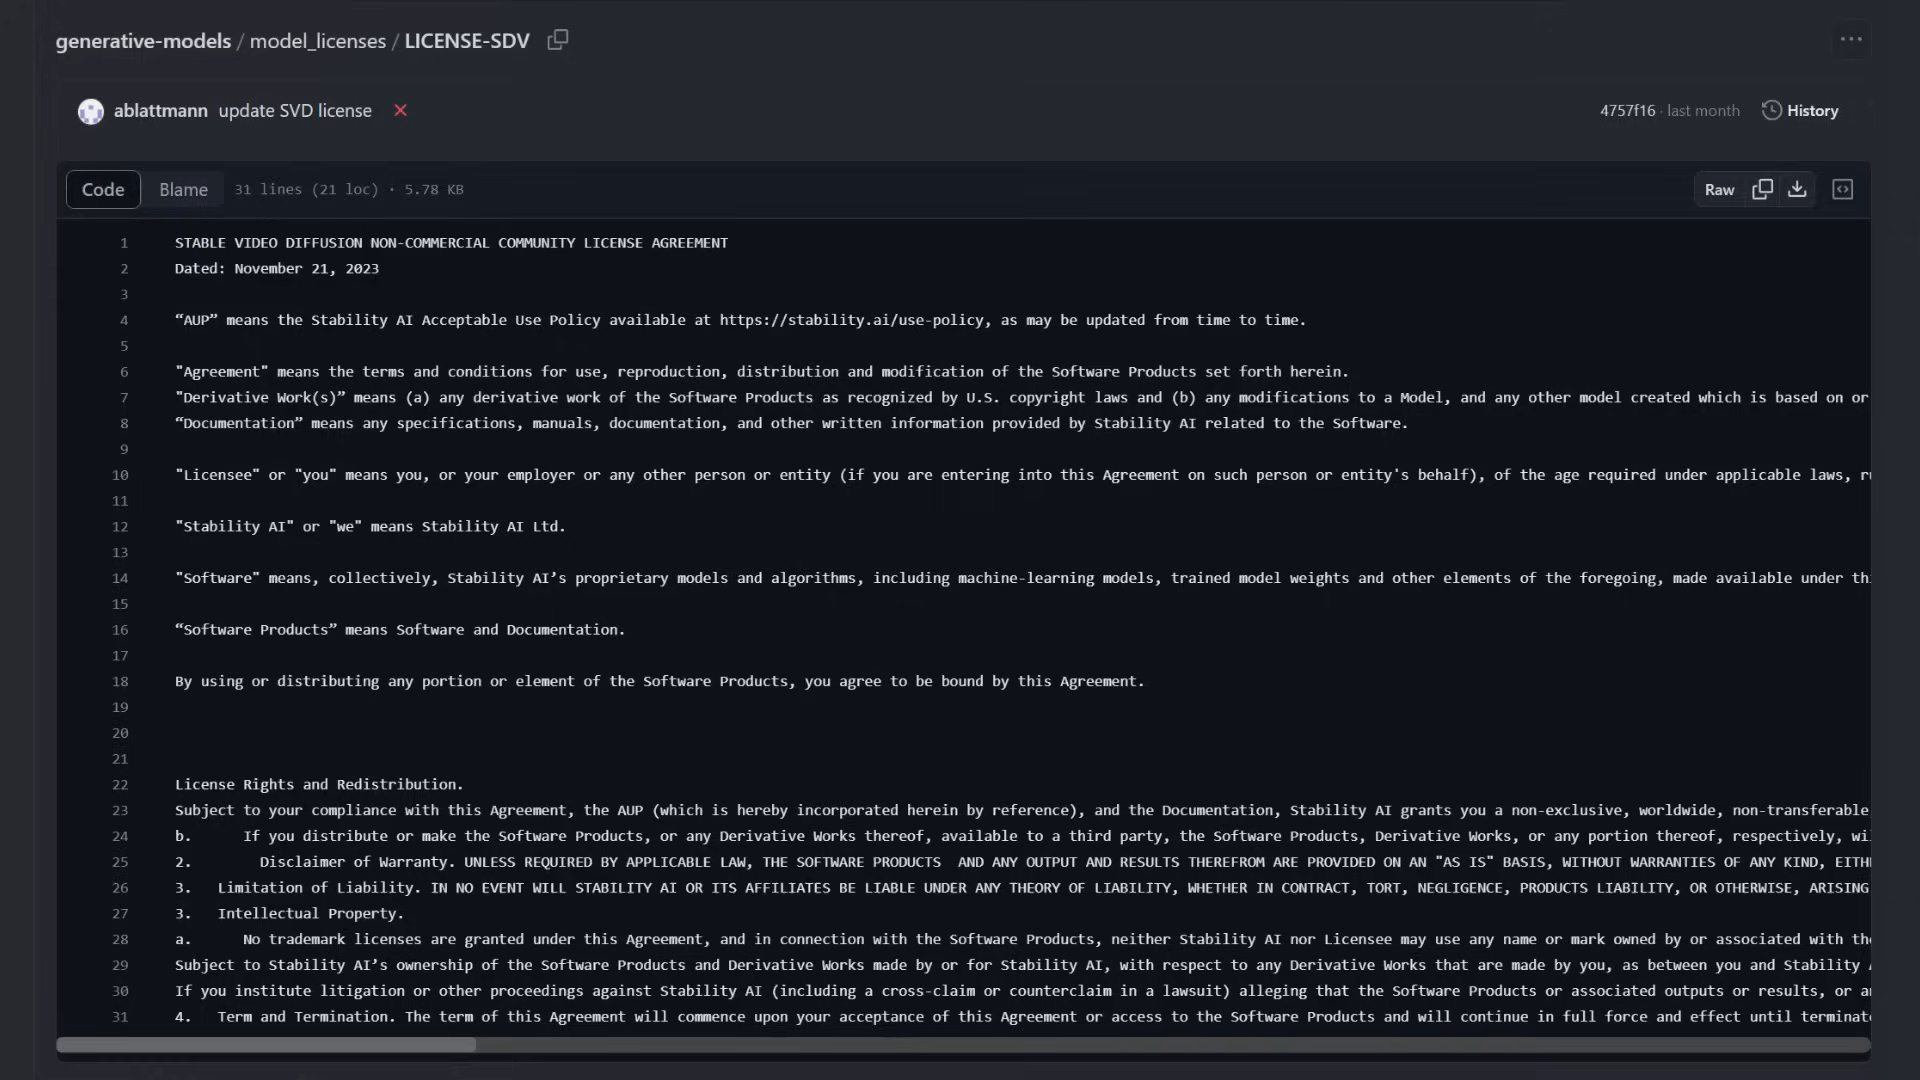 generative-models / model_licenses / LICENSE-SDV
ablattmann update SVD license
4757f16 · last month History
Code Blame 31 lines (21 loc) · 5.78 KB Raw
1 STABLE VIDEO DIFFUSION NON-COMMERCIAL COMMUNITY LICENSE AGREEMENT
2 Dated: November 21, 2023
3
4 “AUP” means the Stability AI Acceptable Use Policy available at https://stability.ai/use-policy, as may be updated from time to time.
5
6 "Agreement" means the terms and conditions for use, reproduction, distribution and modification of the Software Products set forth herein.
7 "Derivative Work(s)” means (a) any derivative work of the Software Products as recognized by U.S. copyright laws and (b) any modifications to a Model, and any other model created which is based on or
8 “Documentation” means any specifications, manuals, documentation, and other written information provided by Stability AI related to the Software.
9
10 "Licensee" or "you" means you, or your employer or any other person or entity (if you are entering into this Agreement on such person or entity's behalf), of the age required under applicable laws,
11
12 "Stability AI" or "we" means Stability AI Ltd.
13
14 "Software" means, collectively, Stability AI’s proprietary models and algorithms, including machine-learning models, trained model weights and other elements of the foregoing, made available under
15
16 “Software Products” means Software and Documentation.
17
18 By using or distributing any portion or element of the Software Products, you agree to be bound by this Agreement.
19
20
21
22 License Rights and Redistribution.
23 Subject to your compliance with this Agreement, the AUP (which is hereby incorporated herein by reference), and the Documentation, Stability AI grants you a non-exclusive, worldwide, non-transferable
24 b. If you distribute or make the Software Products, or any Derivative Works thereof, available to a third party, the Software Products, Derivative Works, or any portion thereof, respectively,
25 2. Disclaimer of Warranty. UNLESS REQUIRED BY APPLICABLE LAW, THE SOFTWARE PRODUCTS AND ANY OUTPUT AND RESULTS THEREFROM ARE PROVIDED ON AN "AS IS" BASIS, WITHOUT WARRANTIES OF ANY KIND,
26 3. Limitation of Liability. IN NO EVENT WILL STABILITY AI OR ITS AFFILIATES BE LIABLE UNDER ANY THEORY OF LIABILITY, WHETHER IN CONTRACT, TORT, NEGLIGENCE, PRODUCTS LIABILITY, OR OTHERWISE, ARISING
27 3. Intellectual Property.
28 a. No trademark licenses are granted under this Agreement, and in connection with the Software Products, neither Stability AI nor Licensee may use any name or mark owned by or associated with
29 Subject to Stability AI’s ownership of the Software Products and Derivative Works made by or for Stability AI, with respect to any Derivative Works that are made by you, as between you and Stability
30 If you institute litigation or other proceedings against Stability AI (including a cross-claim or counterclaim in a lawsuit) alleging that the Software Products or associated outputs or results, or
31 4. Term and Termination. The term of this Agreement will commence upon your acceptance of this Agreement or access to the Software Products and will continue in full force and effect until